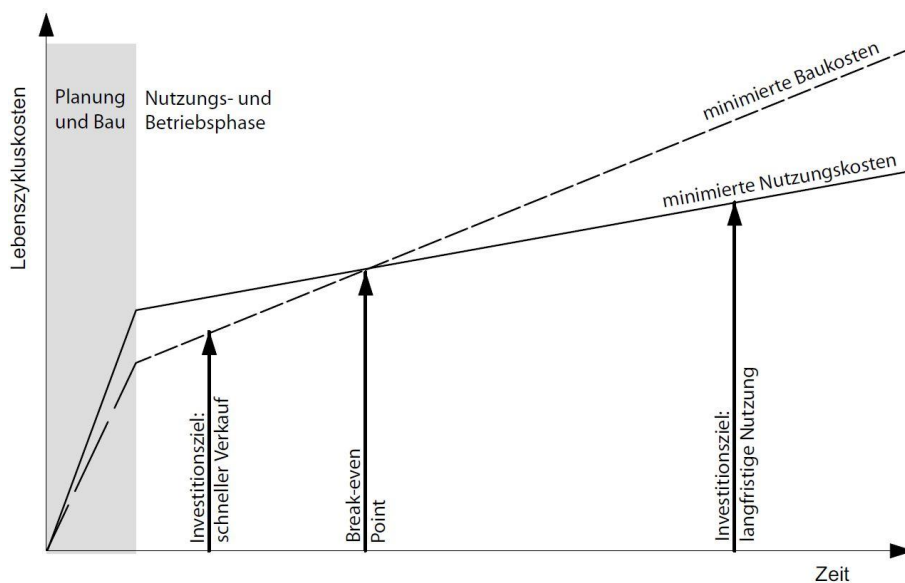 Lebenszykluskosten
Planung
und Bau
Nutzungs- und
Betriebsphase
minimierte Baukosten
minimierte Nutzungskosten
Investitionsziel:
schneller Verkauf
Break-even
Point
Investitionsziel:
langfristige Nutzung
Zeit